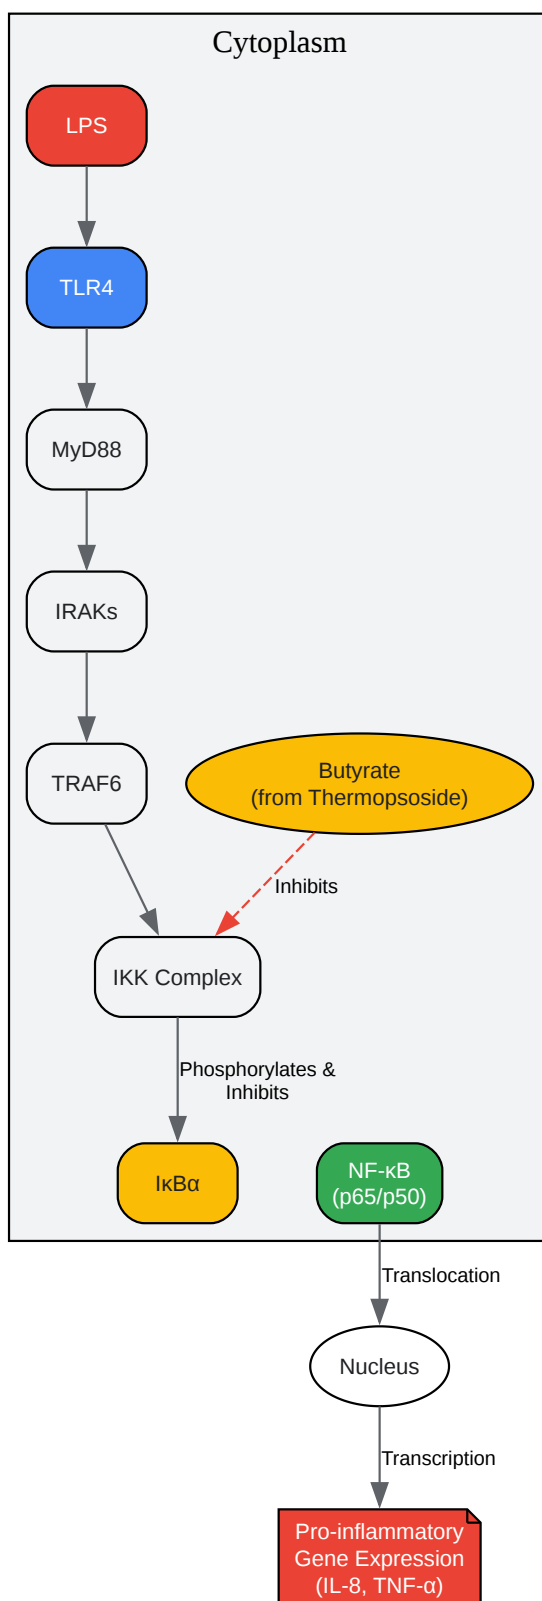 Cytoplasm
LPS
TLR4
MyD88
IRAKs
TRAF6
Butyrate
(from Thermopsoside)
Inhibits
IKK Complex
Phosphorylates &
Inhibits
IκBα
NF-κB
(p65/p50)
Translocation
Nucleus
Transcription
Pro-inflammatory
Gene Expression
(IL-8, TNF-α)